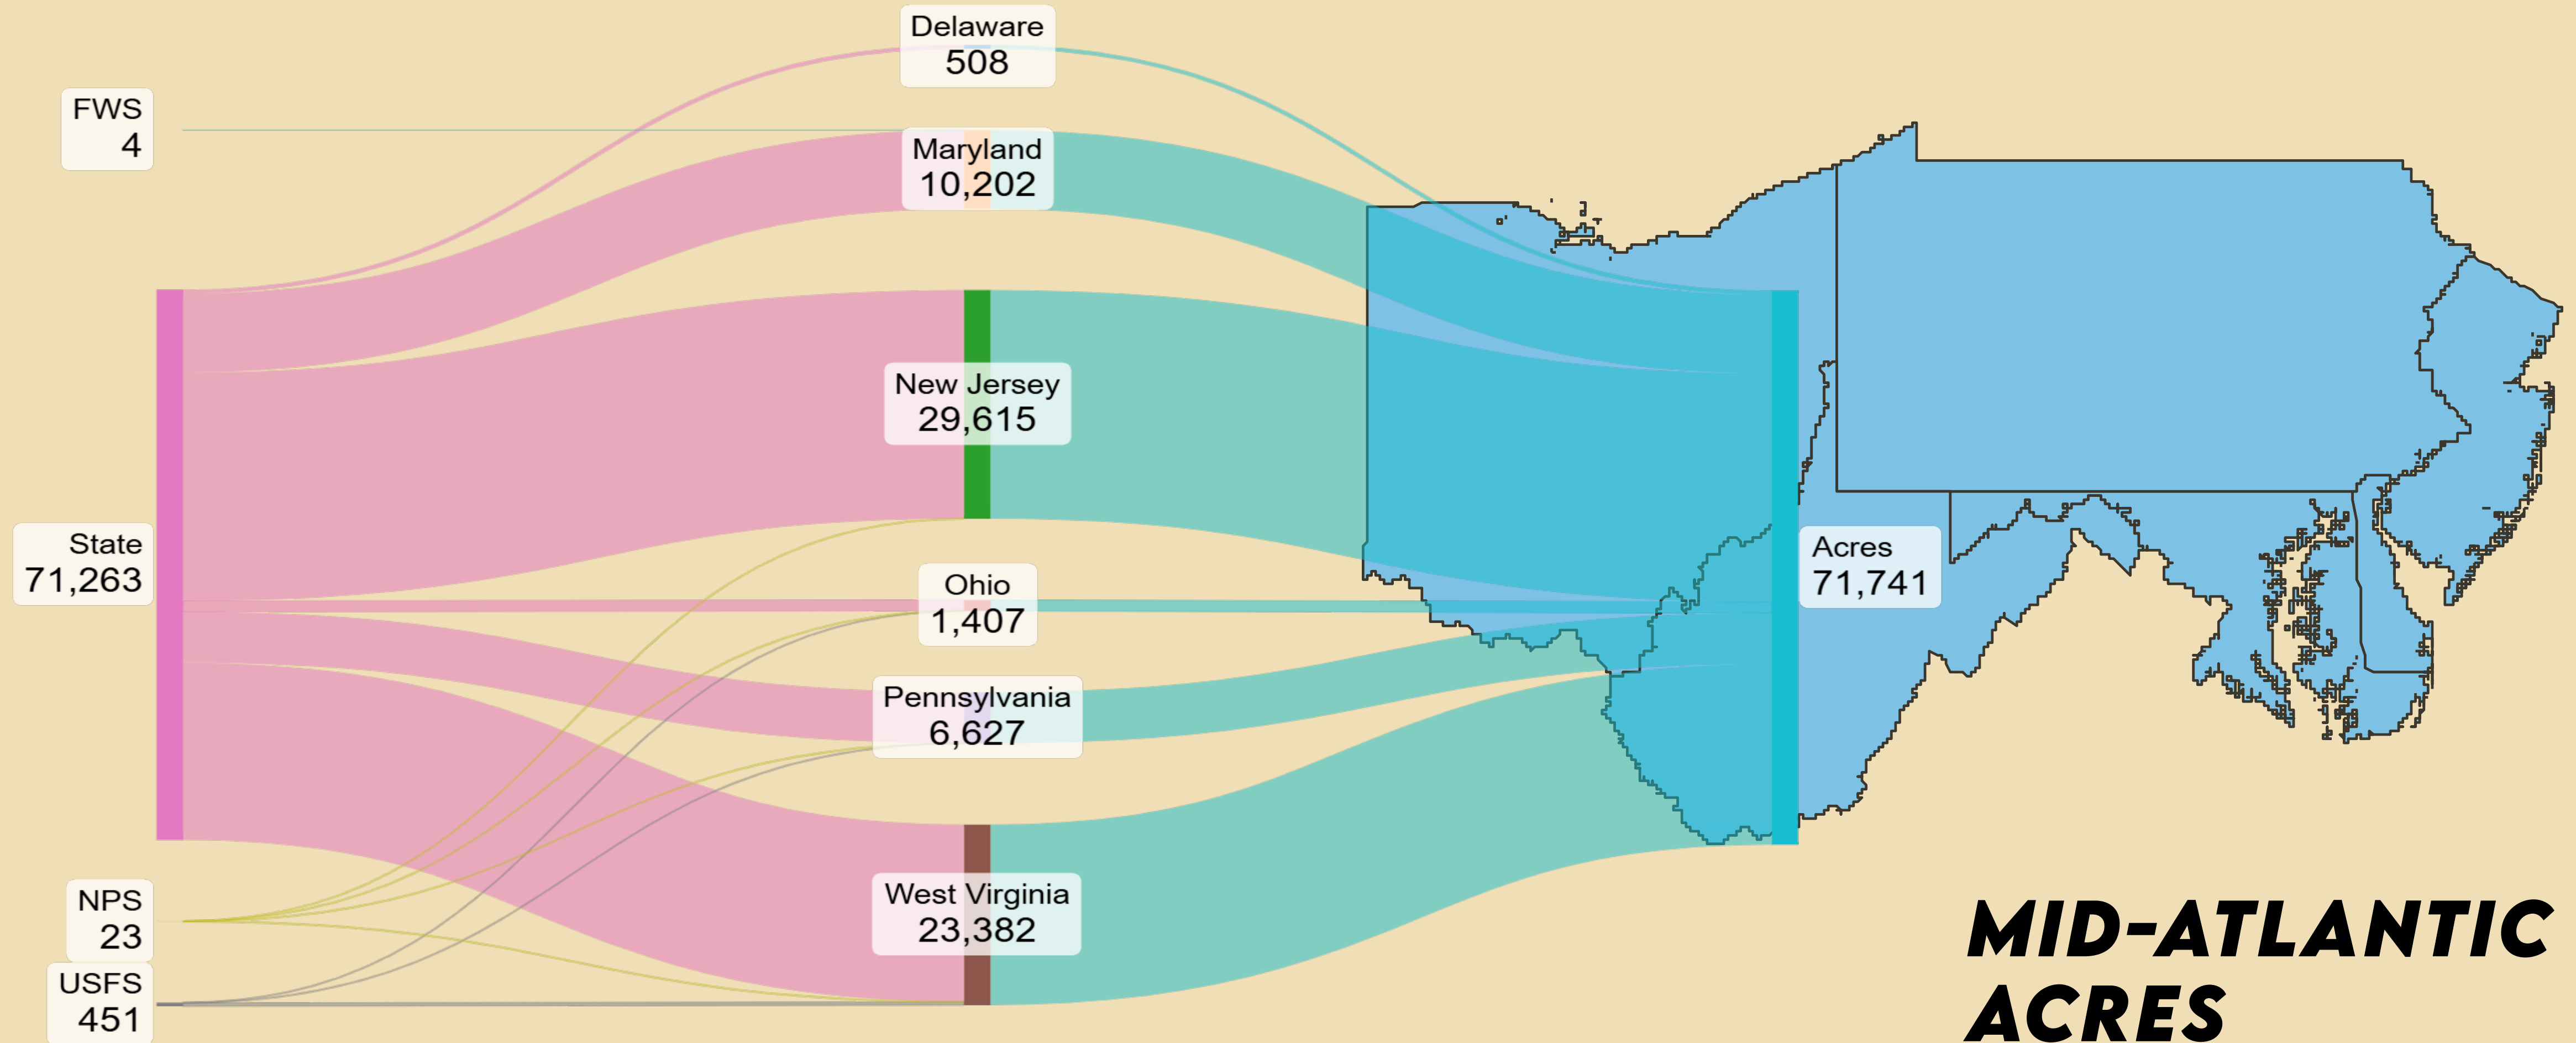 FWS
4
State
71,263
NPS
23
USFS
451
Delaware
508
Maryland
10,202
New Jersey
29,615
Ohio
1,407
Pennsylvania
6,627
West Virginia
23,382
Acres
71,741
MID-ATLANTIC
ACRES